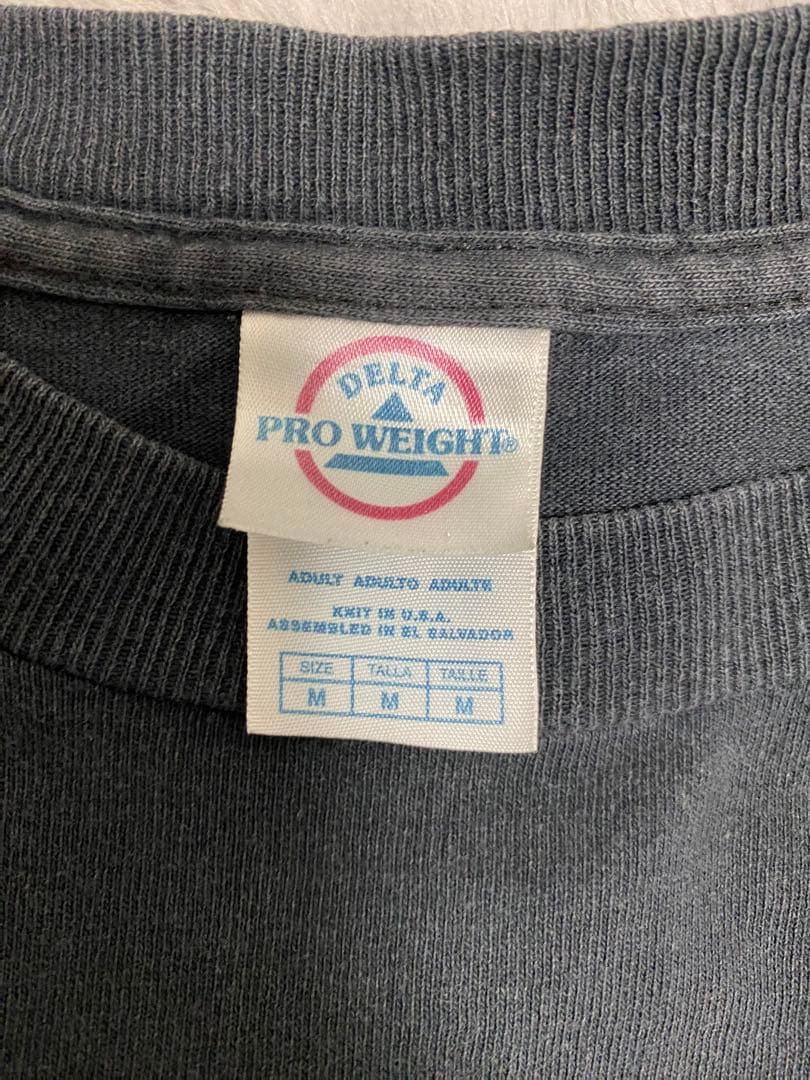 DELTA
PRO WEIGHT®
ADULT ADULTO ADULTE
KNIT IN U.S.A.
ASSEMBLED IN EL SALVADOR
SIZE TALLA TAILLE
M M M